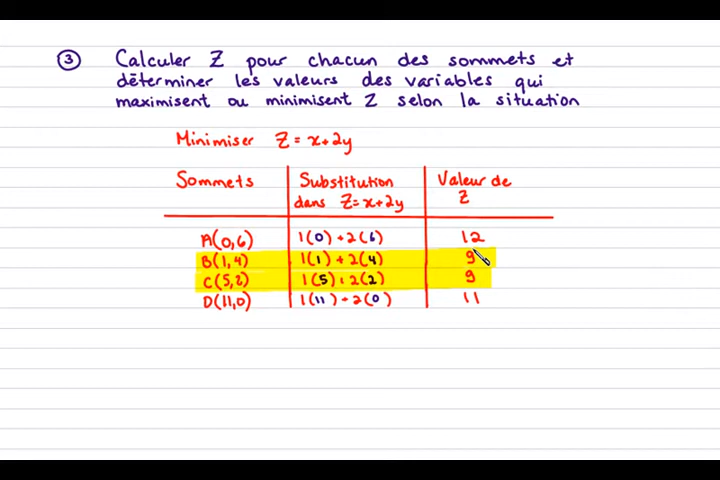 ③ Calculer Z pour chacun des sommets et
déterminer les valeurs des variables qui
maximisent ou minimisent Z selon la situation
Minimiser Z = x+2y
Sommets Substitution Valeur de
dans Z=x+2y Z
A(0,6) 1(0)+2(6) 12
B(1,4) 1(1)+2(4) 9
C(5,2) 1(5)+2(2) 9
D(11,0) 1(11)+2(0) 11